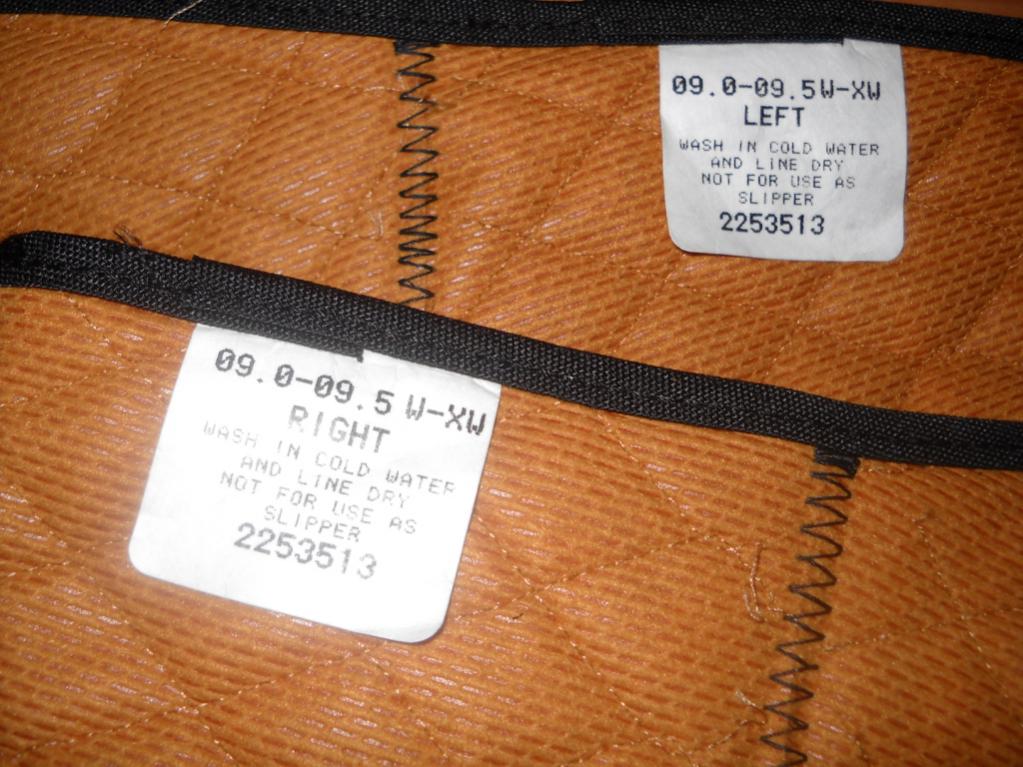 09.0-09.5W-XW
LEFT
WASH IN COLD WATER
AND LINE DRY
NOT FOR USE AS
SLIPPER
2253513
09.0-09.5 W-XW
RIGHT
WASH IN COLD WATER
AND LINE DRY
NOT FOR USE AS
SLIPPER
2253513